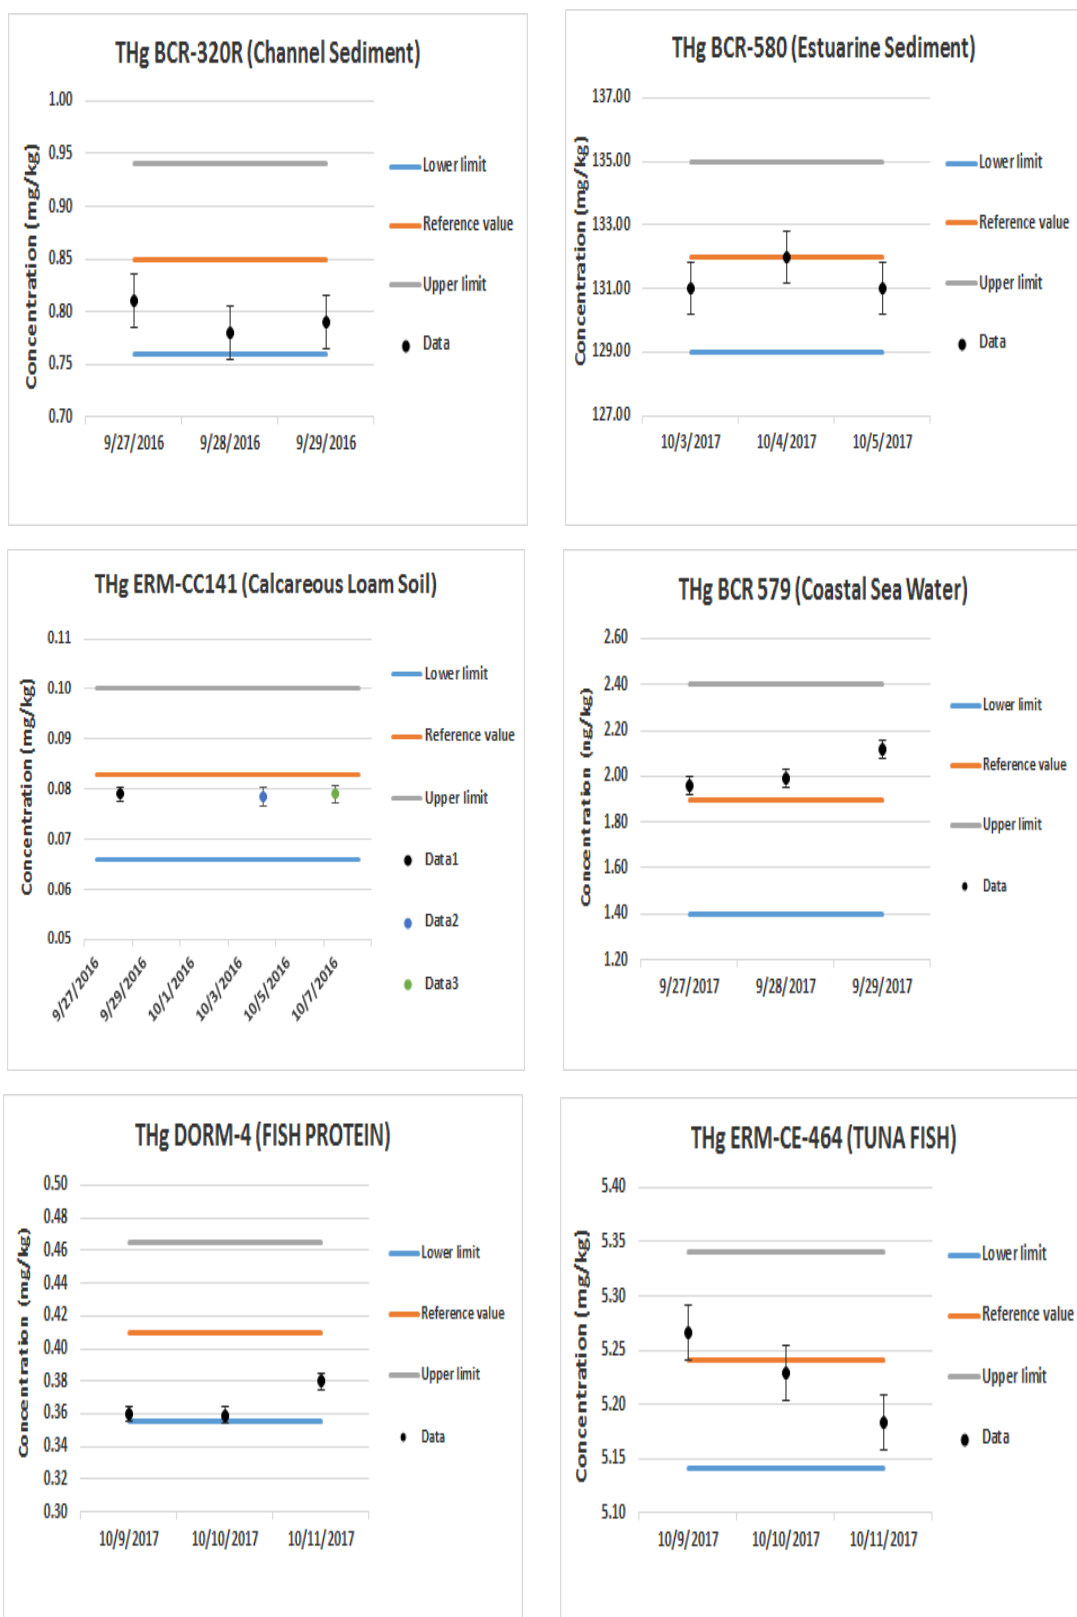 THg BCR-320R (Channel Sediment)
Concentration (mg/kg)
1.00
0.95
0.90
0.85
0.80
0.75
0.70
9/27/2016
9/28/2016
9/29/2016
Lower limit
Reference value
Upper limit
Data
THg BCR-580 (Estuarine Sediment)
Concentration (mg/kg)
137.00
135.00
133.00
131.00
129.00
127.00
10/3/2017
10/4/2017
10/5/2017
Lower limit
Reference value
Upper limit
Data
THg ERM-CC141 (Calcareous Loam Soil)
Concentration (mg/kg)
0.11
0.10
0.09
0.08
0.07
0.06
0.05
9/27/2016
9/29/2016
10/1/2016
10/3/2016
10/5/2016
10/7/2016
Lower limit
Reference value
Upper limit
Data1
Data2
Data3
THg BCR 579 (Coastal Sea Water)
Concentration (ng/kg)
2.60
2.40
2.20
2.00
1.80
1.60
1.40
1.20
9/27/2017
9/28/2017
9/29/2017
Lower limit
Reference value
Upper limit
Data
THg DORM-4 (FISH PROTEIN)
Concentration (mg/kg)
0.50
0.48
0.46
0.44
0.42
0.40
0.38
0.36
0.34
0.32
0.30
10/9/2017
10/10/2017
10/11/2017
Lower limit
Reference value
Upper limit
Data
THg ERM-CE-464 (TUNA FISH)
Concentration (mg/kg)
5.40
5.35
5.30
5.25
5.20
5.15
5.10
10/9/2017
10/10/2017
10/11/2017
Lower limit
Reference value
Upper limit
Data